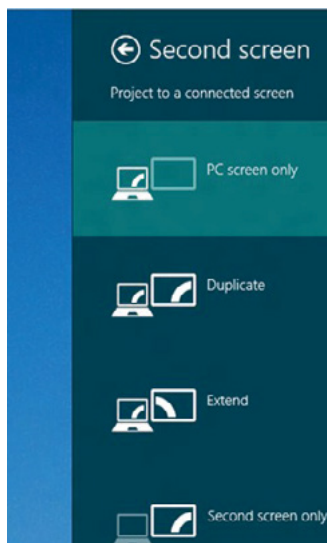 Second screen
Project to a connected screen
PC screen only
Duplicate
Extend
Second screen only